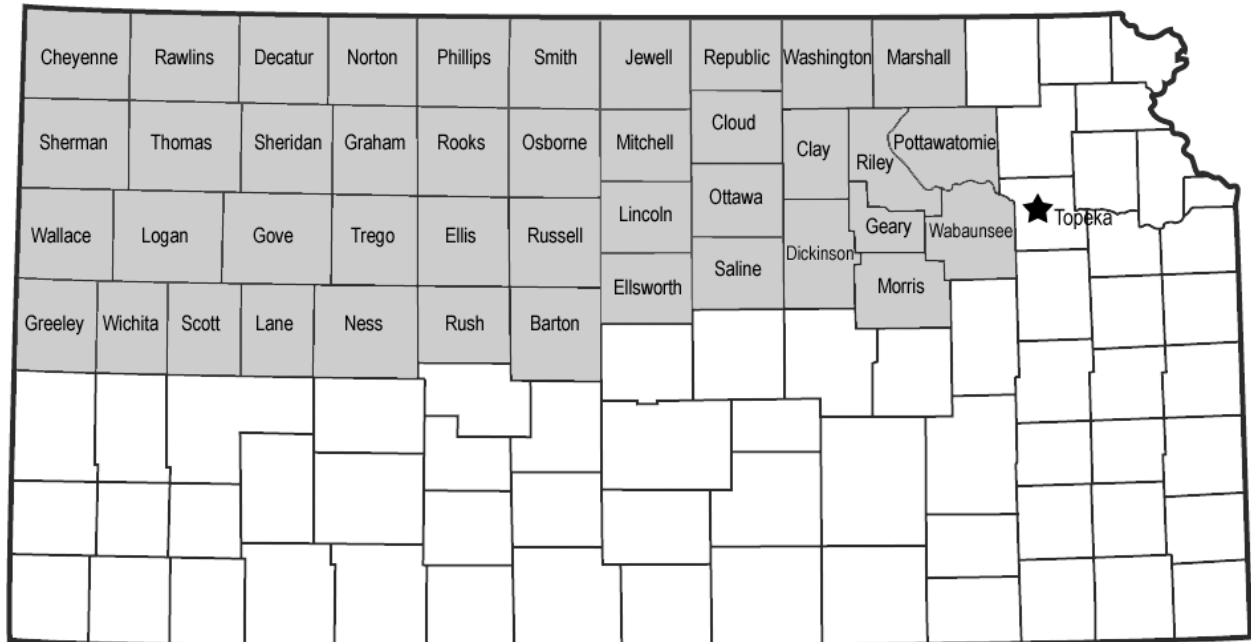 Cheyenne Rawlins Decatur Norton Phillips Smith Jewell Republic Washington Marshall
Sherman Thomas Sheridan Graham Rooks Osborne Mitchell Cloud Clay Riley Pottawatomie
Wallace Logan Gove Trego Ellis Russell Lincoln Ottawa Dickinson Geary Wabaunsee Topeka
Greeley Wichita Scott Lane Ness Rush Barton Ellsworth Saline Morris